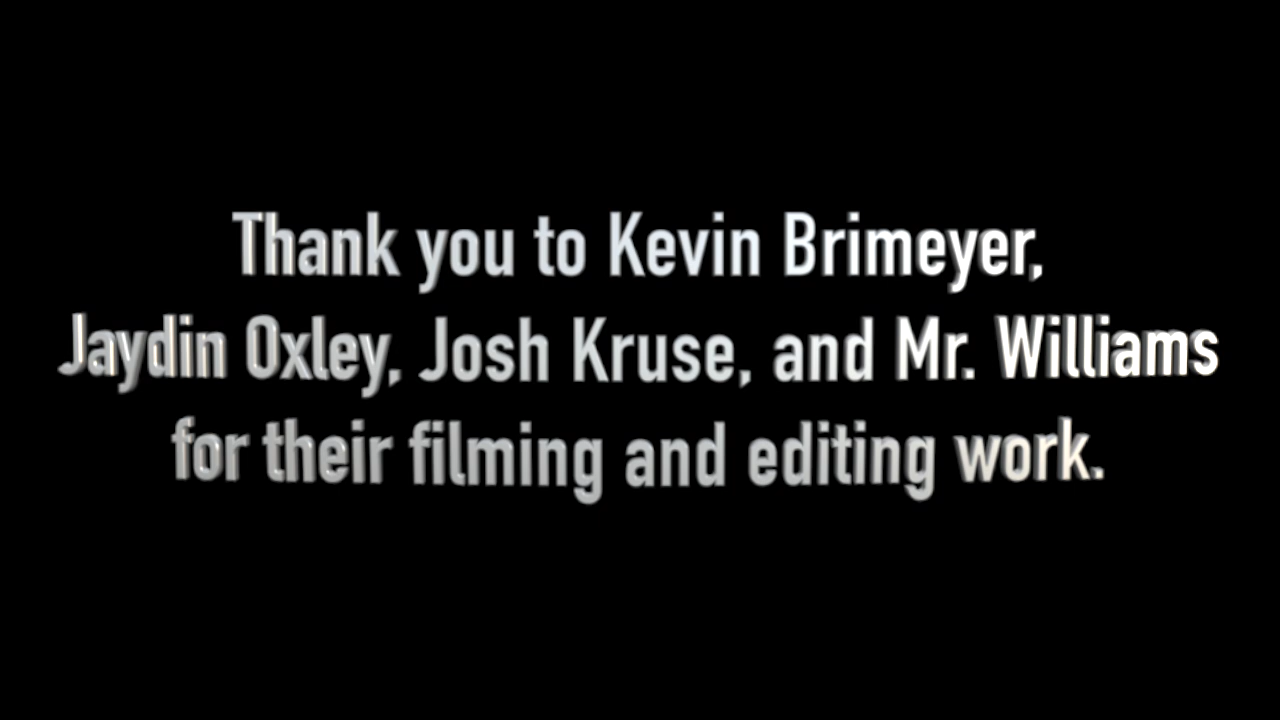 Thank you to Kevin Brimeyer,
Jaydin Oxley, Josh Kruse, and Mr. Williams
for their filming and editing work.